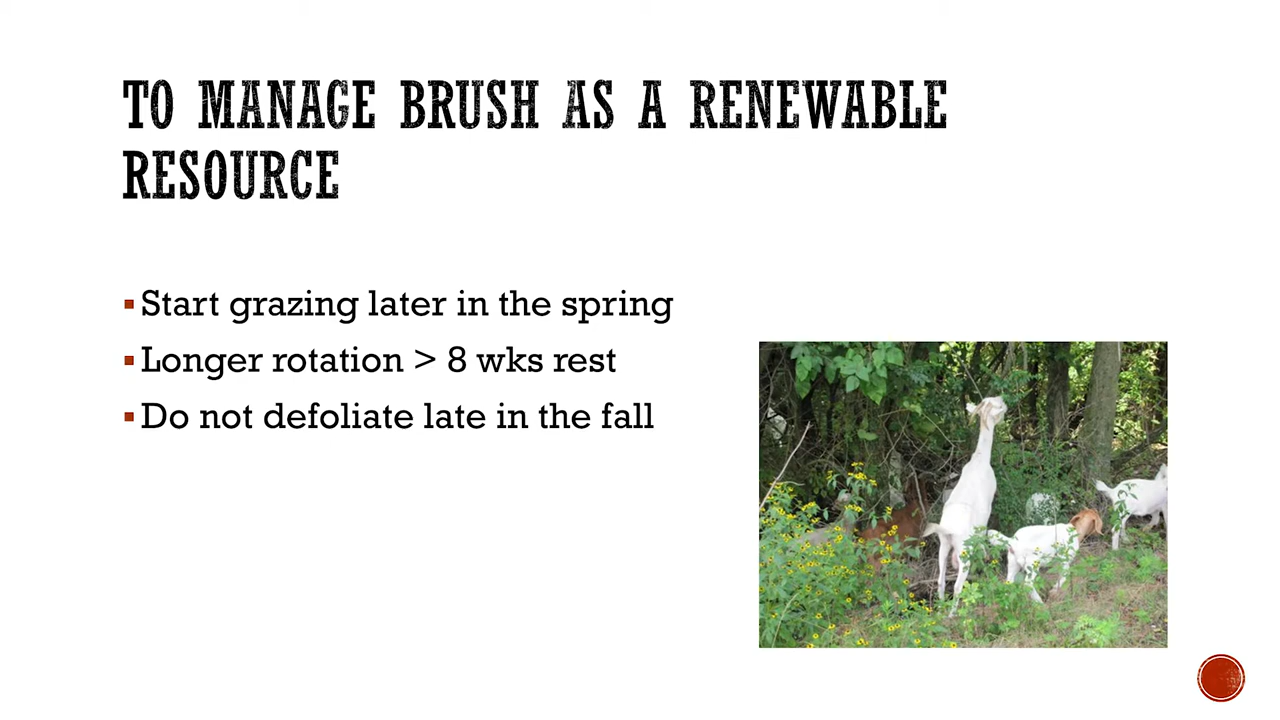 TO MANAGE BRUSH AS A RENEWABLE
RESOURCE
Start grazing later in the spring
Longer rotation > 8 wks rest
Do not defoliate late in the fall